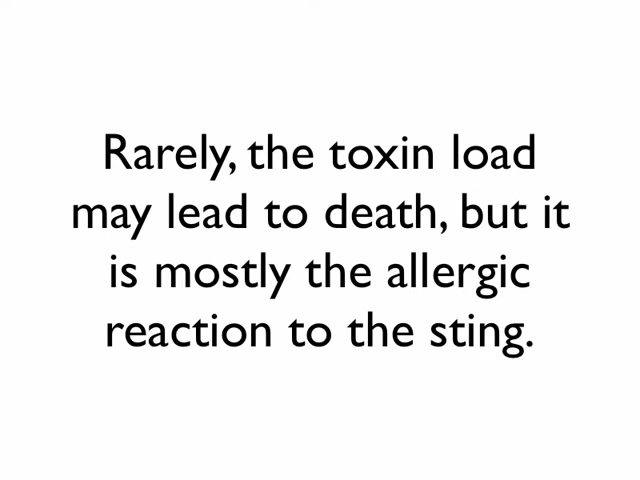 Rarely, the toxin load
may lead to death, but it
is mostly the allergic
reaction to the sting.